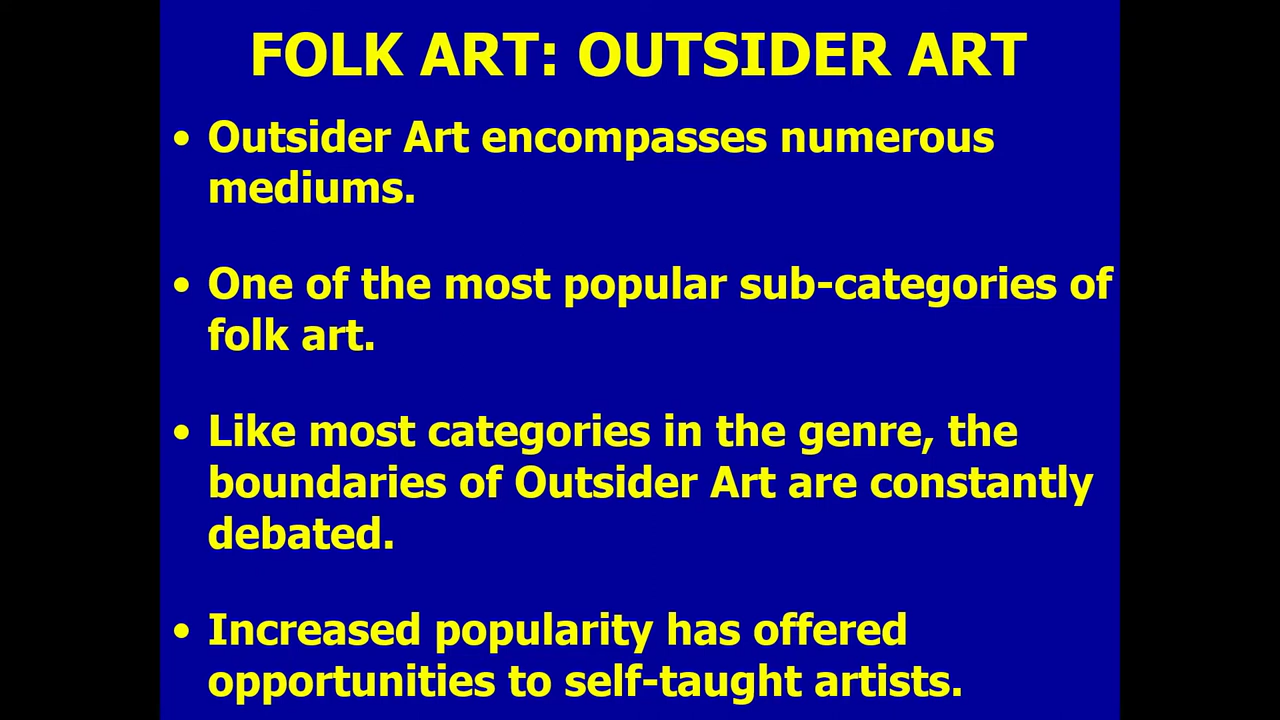 FOLK ART: OUTSIDER ART
• Outsider Art encompasses numerous
mediums.
• One of the most popular sub-categories of
folk art.
• Like most categories in the genre, the
boundaries of Outsider Art are constantly
debated.
• Increased popularity has offered
opportunities to self-taught artists.